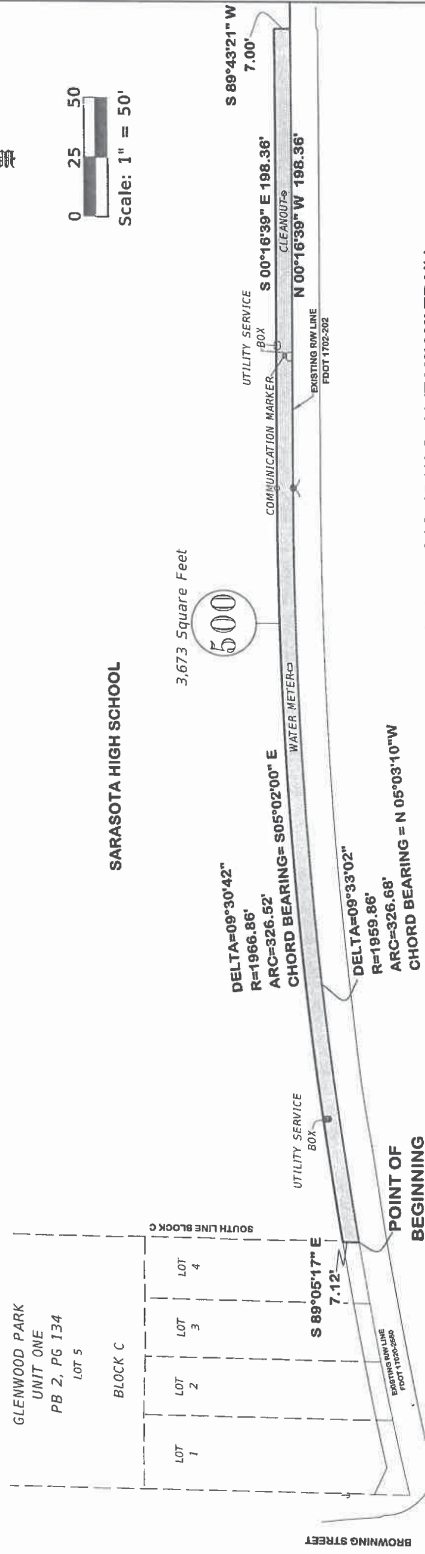 GLENWOOD PARK
UNIT ONE
PB 2, PG 134
LOT 5
BLOCK C
LOT
1
LOT
2
LOT
3
LOT
4
SOUTH LINE BLOCK C
BROWNING STREET
EXISTING R/W LINE
FDOT 17020-2580
S 89°05'17" E
7.12'
POINT OF
BEGINNING
UTILITY SERVICE
BOX
DELTA=09°30'42"
R=1966.86'
ARC=326.52'
CHORD BEARING= S05°02'00" E
DELTA=09°33'02"
R=1959.86'
ARC=326.68'
CHORD BEARING = N 05°03'10"W
SARASOTA HIGH SCHOOL
3,673 Square Feet
500
WATER METER
COMMUNICATION MARKER
UTILITY SERVICE
BOX
EXISTING R/W LINE
FDOT 1702-202
S 00°16'39" E 198.36'
CLEANOUT
N 00°16'39" W 198.36'
S 89°43'21" W
7.00'
0 25 50
Scale: 1" = 50'